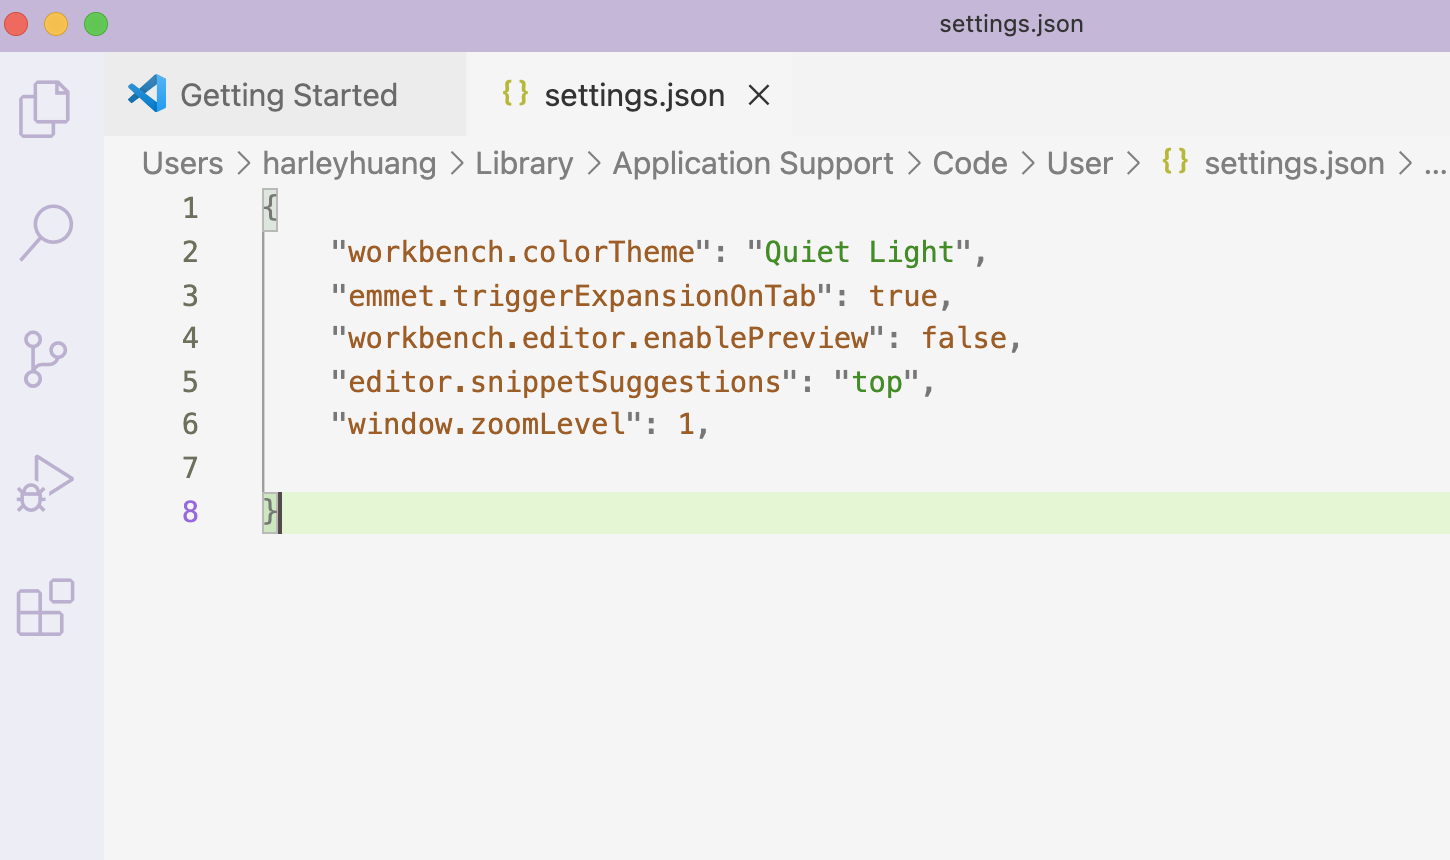 settings.json
Getting Started
{} settings.json ×
Users > harleyhuang > Library > Application Support > Code > User > {} settings.json > ...
1 {
2 "workbench.colorTheme": "Quiet Light",
3 "emmet.triggerExpansionOnTab": true,
4 "workbench.editor.enablePreview": false,
5 "editor.snippetSuggestions": "top",
6 "window.zoomLevel": 1,
7
8 }